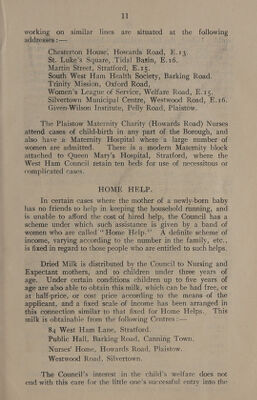 11
working on similar lines are situated at the following
addresses :—
Chesterton House, Howards Road, E.13.
St. Luke's Square, Tidal Basin, E.16.
Martin Street, Stratford, E.15.
South West Ham Health Society, Barking Road.
Trinity Mission, Oxford Road,
Women's League of Service, Welfare Road, E.15.
Silvertown Municipal Centre, Westwood Road, E.16.
Given-Wilson Institute, Pelly Road, Plaistow.
The Plaistow Maternity Charity (Howards Road) Nurses
attend cases of child-birth in any part of the Borough, and
also have a Maternity Hospital where a large number of
women are admitted. There is a modern Maternity block
attached to Queen Mary's Hospital, Stratford, where the
West Ham Council retain ten beds for use of necessitous or
complicated cases.
HOME HELP.
In certain cases where the mother of a newly-born baby
has no friends to help in keeping the household running, and
is unable to afford the cost of hired help, the Council has a
scheme under which such assistance is given by a band of
women who are called "Home Help." A definite scheme of
income, varying according to the number in the family, etc.,
is fixed in regard to those people who are entitled to such helps.
Dried Milk is distributed by the Council to Nursing and
Expectant mothers, and to children under three years of
age. Under certain conditions children up to five years of
age are also able to obtain this milk, which can be had free, or
at half-price, or cost price according to the means of the
applicant, and a fixed scale of income has been arranged in
this connection similar to that fixed for Home Helps. This
milk is obtainable from the following Centres :—
84 West Ham Lane, Stratford.
Public Hall, Barking Road, Canning Town.
Nurses' Home, Howards Road, Plaistow.
Westwood Road, Silvertown.
The Council's interest in the child's welfare does not
end with this care for the little one's successful entry into the